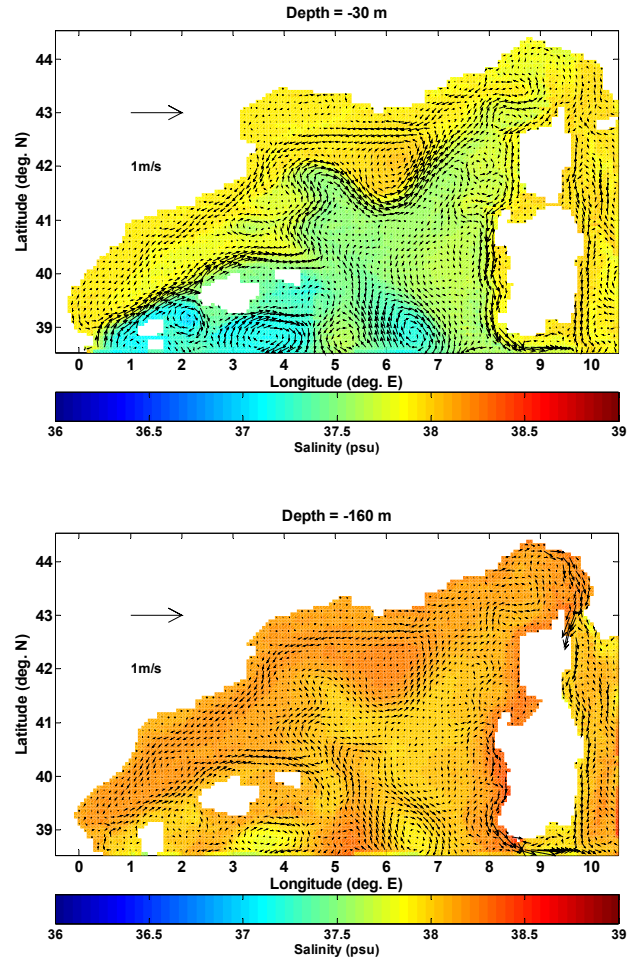 Depth = -30 m
44
43
42
41
40
39
1m/s
Latitude (deg. N)
0 1 2 3 4 5 6 7 8 9 10
Longitude (deg. E)
36 36.5 37 37.5 38 38.5 39
Salinity (psu)
Depth = -160 m
44
43
42
41
40
39
1m/s
Latitude (deg. N)
0 1 2 3 4 5 6 7 8 9 10
Longitude (deg. E)
36 36.5 37 37.5 38 38.5 39
Salinity (psu)